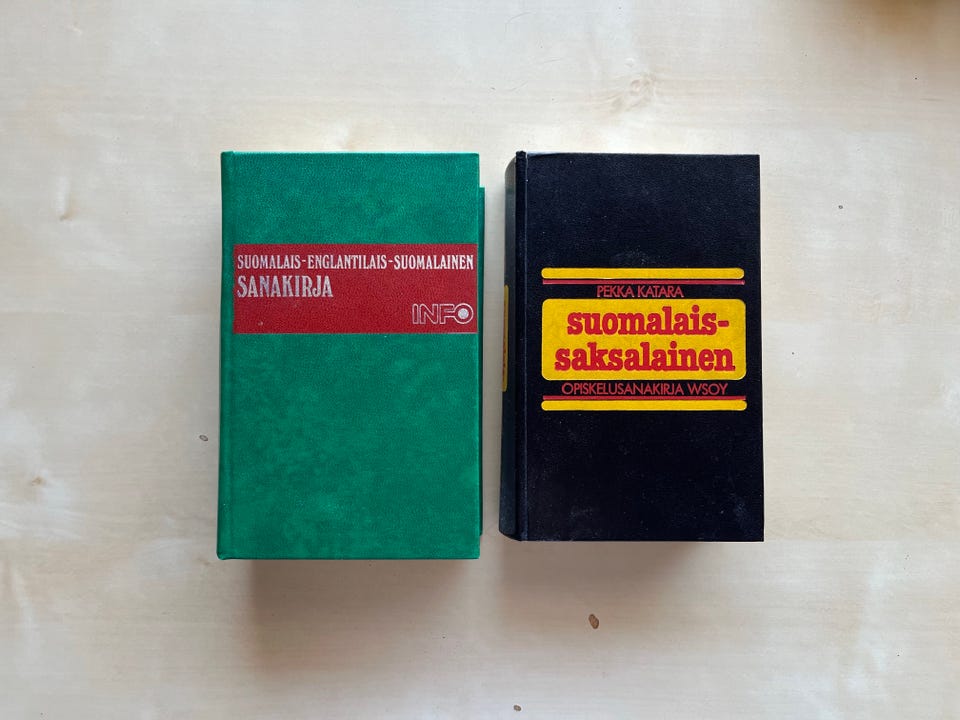 SUOMALAIS-ENGLANTILAIS-SUOMALAINEN
SANAKIRJA
INFO
PEKKA KATARA
suomalais-
saksalainen
OPISKELUSANAKIRJA WSOY